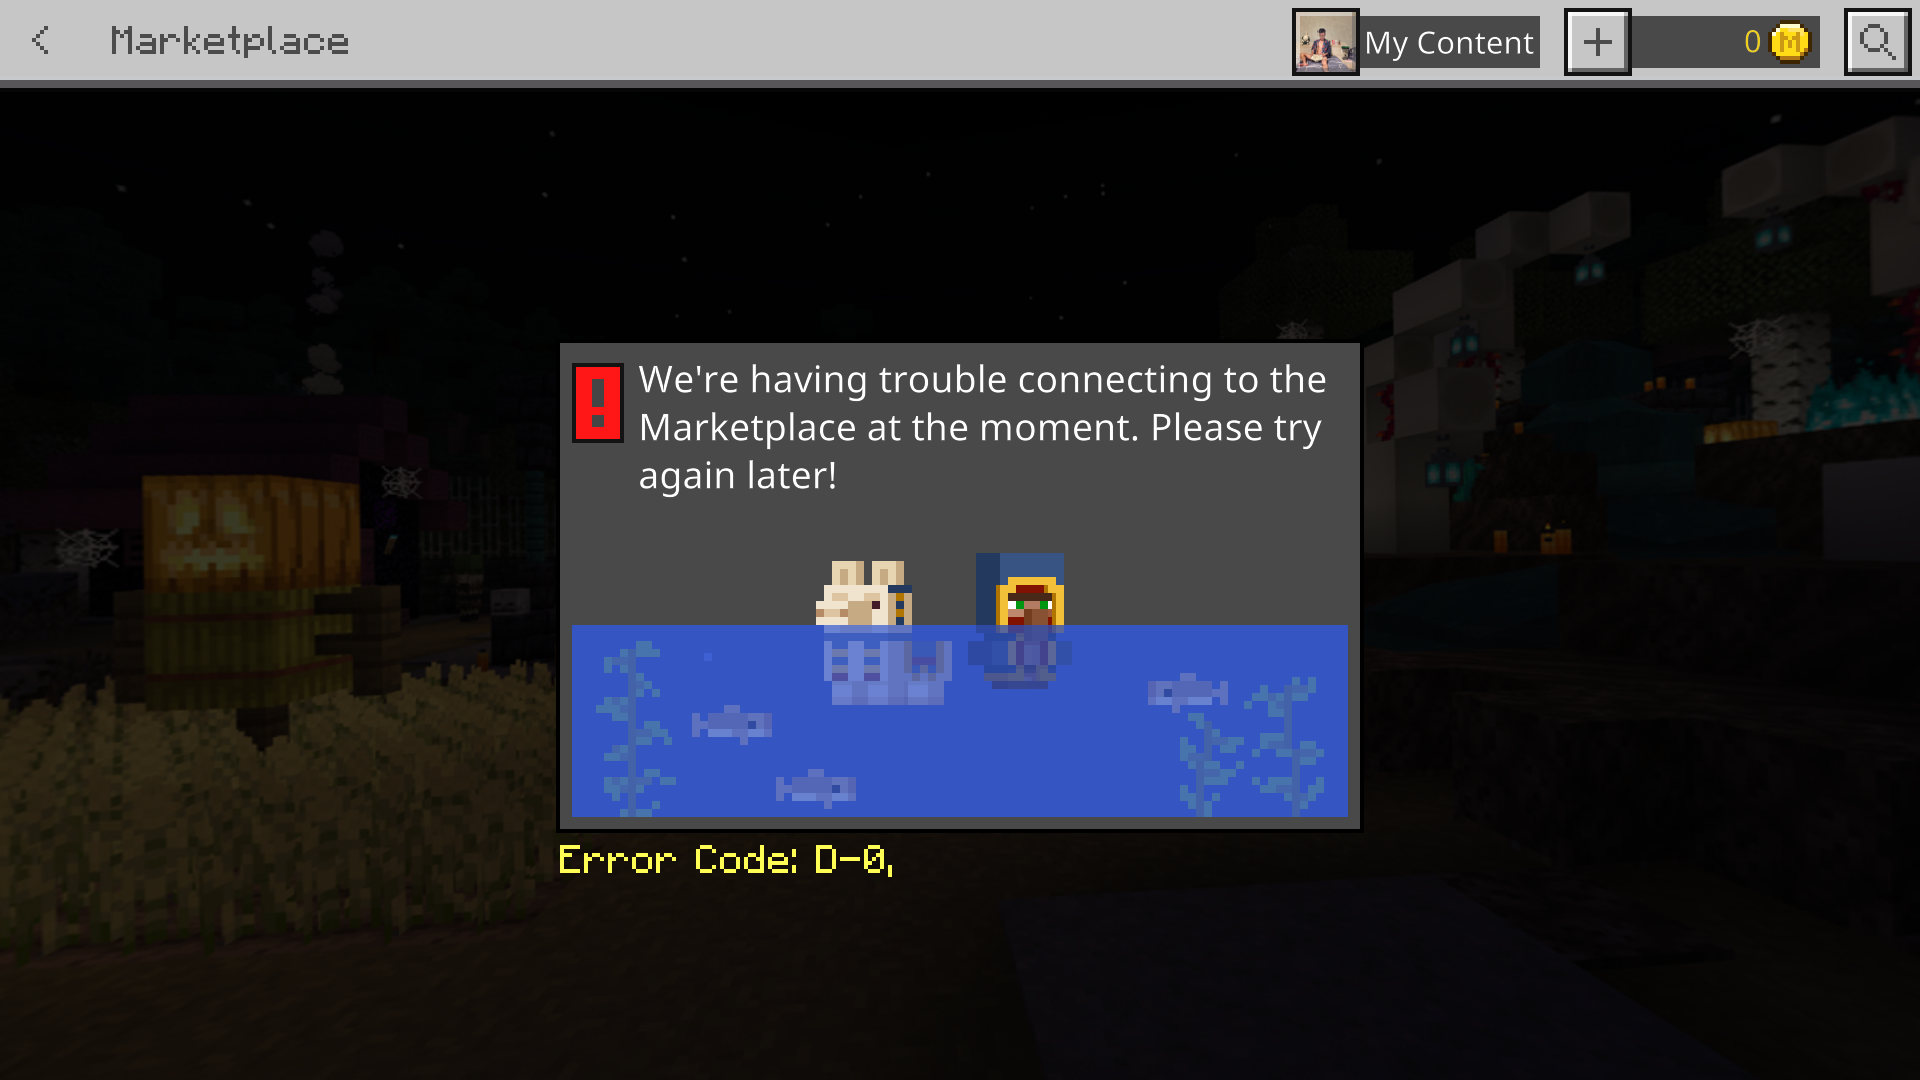 Marketplace
My Content
0
We're having trouble connecting to the
Marketplace at the moment. Please try
again later!
Error Code: D-0,